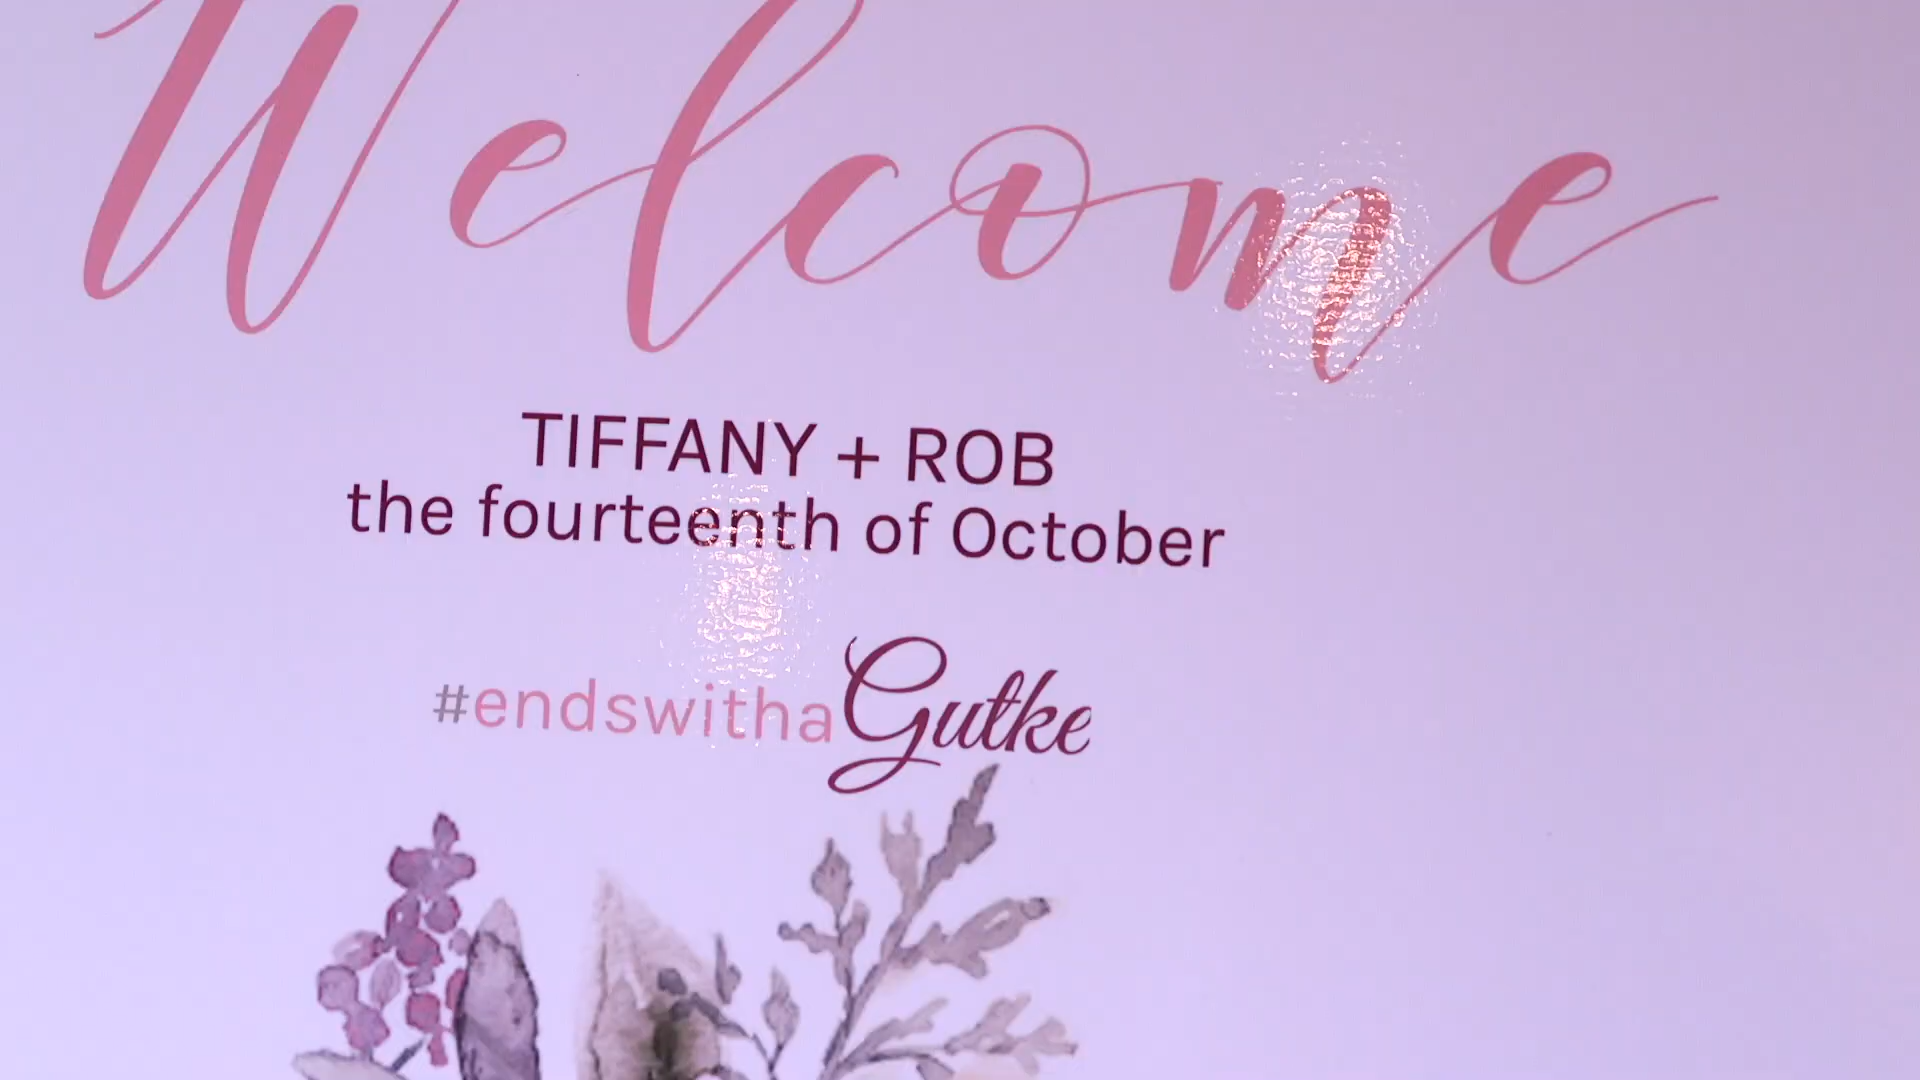 Welcome
TIFFANY + ROB
the fourteenth of October
#endswithaGutke